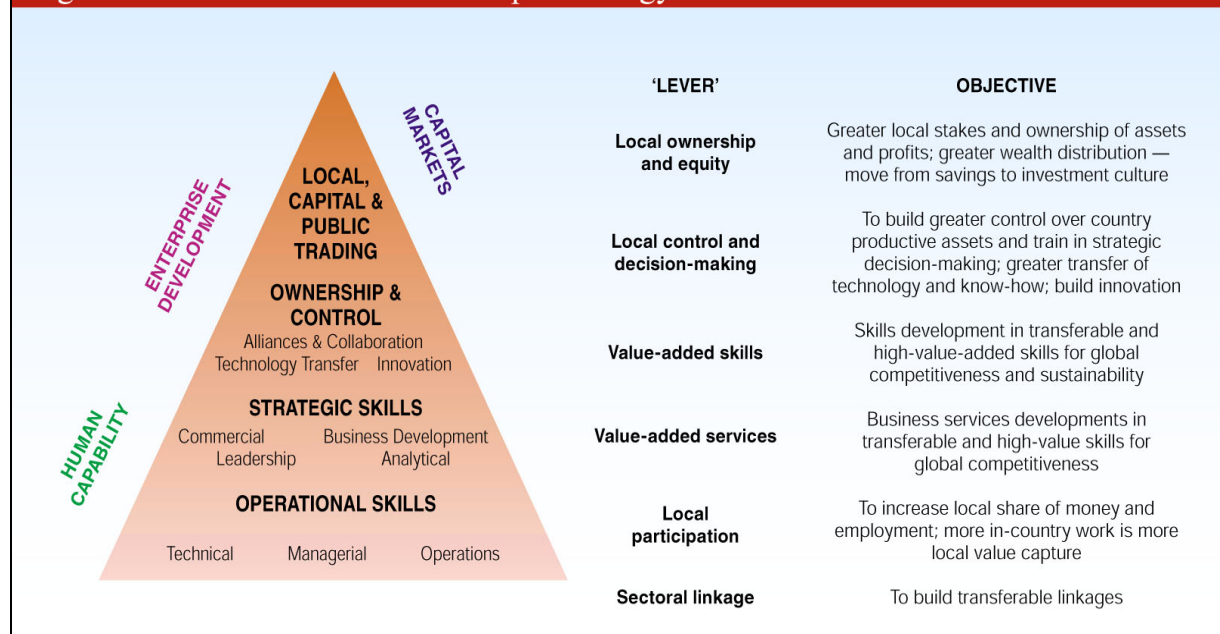 ENTERPRISE
DEVELOPMENT
HUMAN
CAPABILITY
CAPITAL
MARKETS
LOCAL,
CAPITAL &
PUBLIC
TRADING
OWNERSHIP &
CONTROL
Alliances & Collaboration
Technology Transfer Innovation
STRATEGIC SKILLS
Commercial Business Development
Leadership Analytical
OPERATIONAL SKILLS
Technical Managerial Operations
‘LEVER’ OBJECTIVE
Local ownership
and equity
Greater local stakes and ownership of assets
and profits; greater wealth distribution —
move from savings to investment culture
Local control and
decision-making
To build greater control over country
productive assets and train in strategic
decision-making; greater transfer of
technology and know-how; build innovation
Value-added skills
Skills development in transferable and
high-value-added skills for global
competitiveness and sustainability
Value-added services
Business services developments in
transferable and high-value skills for
global competitiveness
Local
participation
To increase local share of money and
employment; more in-country work is more
local value capture
Sectoral linkage
To build transferable linkages